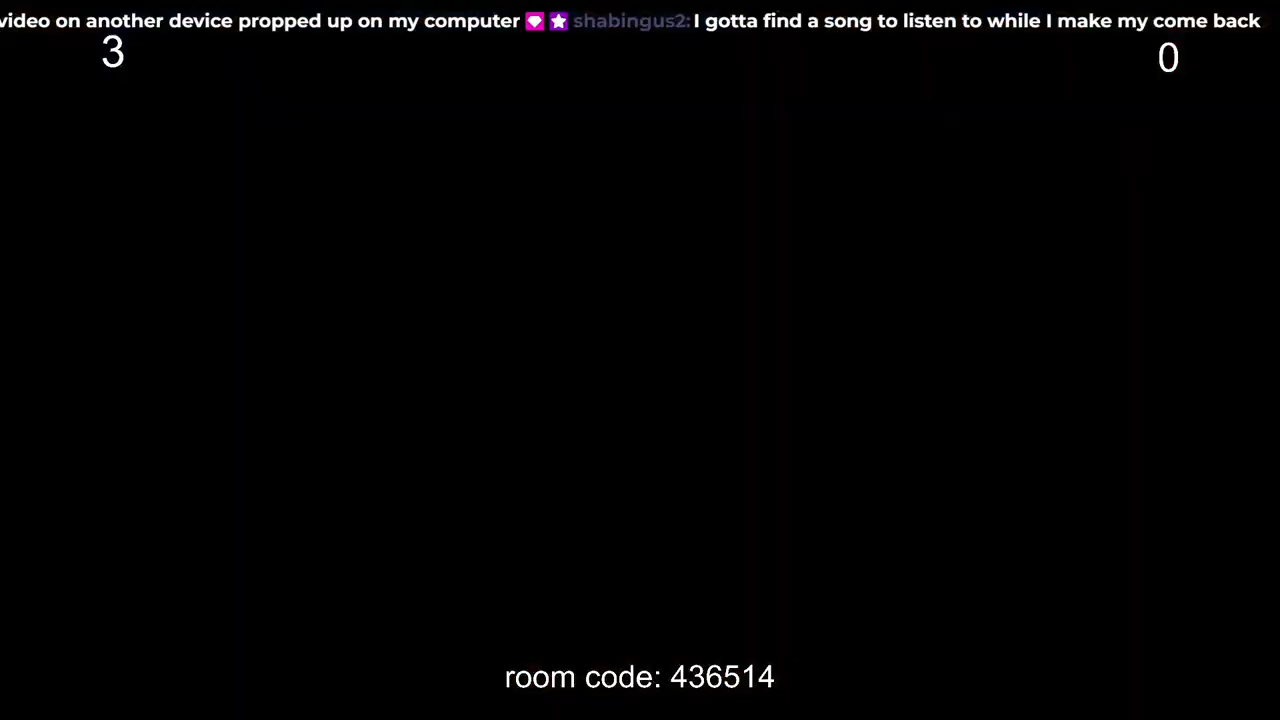 video on another device propped up on my computer shabingus2: I gotta find a song to listen to while I make my come back
3
0
room code: 436514